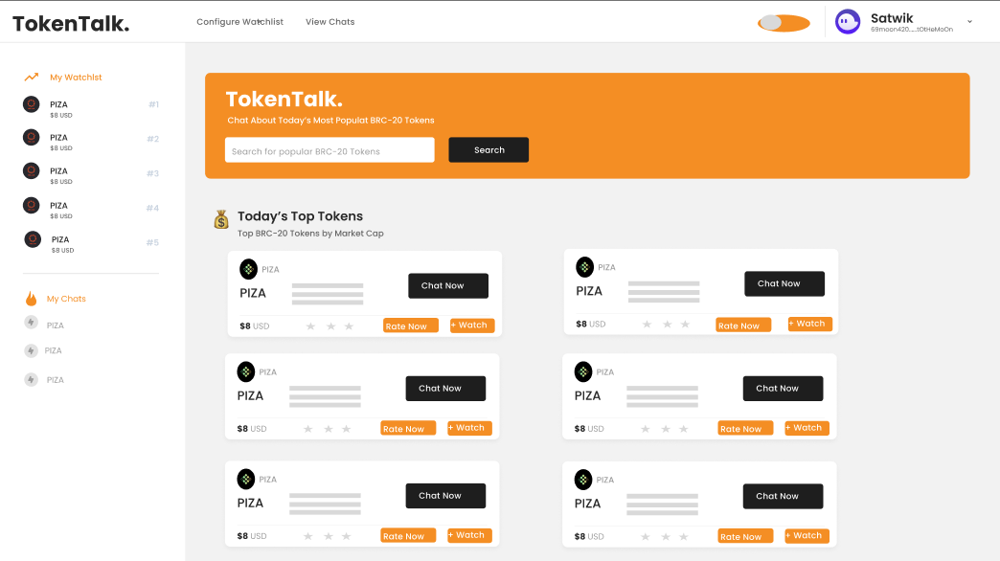 TokenTalk.
Configure Watchlist
View Chats
Satwik
69moon420.....tOtHeMoOn
My Watchlist
PIZA
#1
$8 USD
PIZA
#2
$8 USD
PIZA
#3
$8 USD
PIZA
#4
$8 USD
PIZA
#5
$8 USD
My Chats
PIZA
PIZA
PIZA
TokenTalk.
Chat About Today's Most Populat BRC-20 Tokens
Search for popular BRC-20 Tokens
Search
$
Today's Top Tokens
Top BRC-20 Tokens by Market Cap
PIZA
PIZA
Chat Now
$8 USD
Rate Now
+ Watch
PIZA
PIZA
Chat Now
$8 USD
Rate Now
+ Watch
PIZA
PIZA
Chat Now
$8 USD
Rate Now
+ Watch
PIZA
PIZA
Chat Now
$8 USD
Rate Now
+ Watch
PIZA
PIZA
Chat Now
$8 USD
Rate Now
+ Watch
PIZA
PIZA
Chat Now
$8 USD
Rate Now
+ Watch